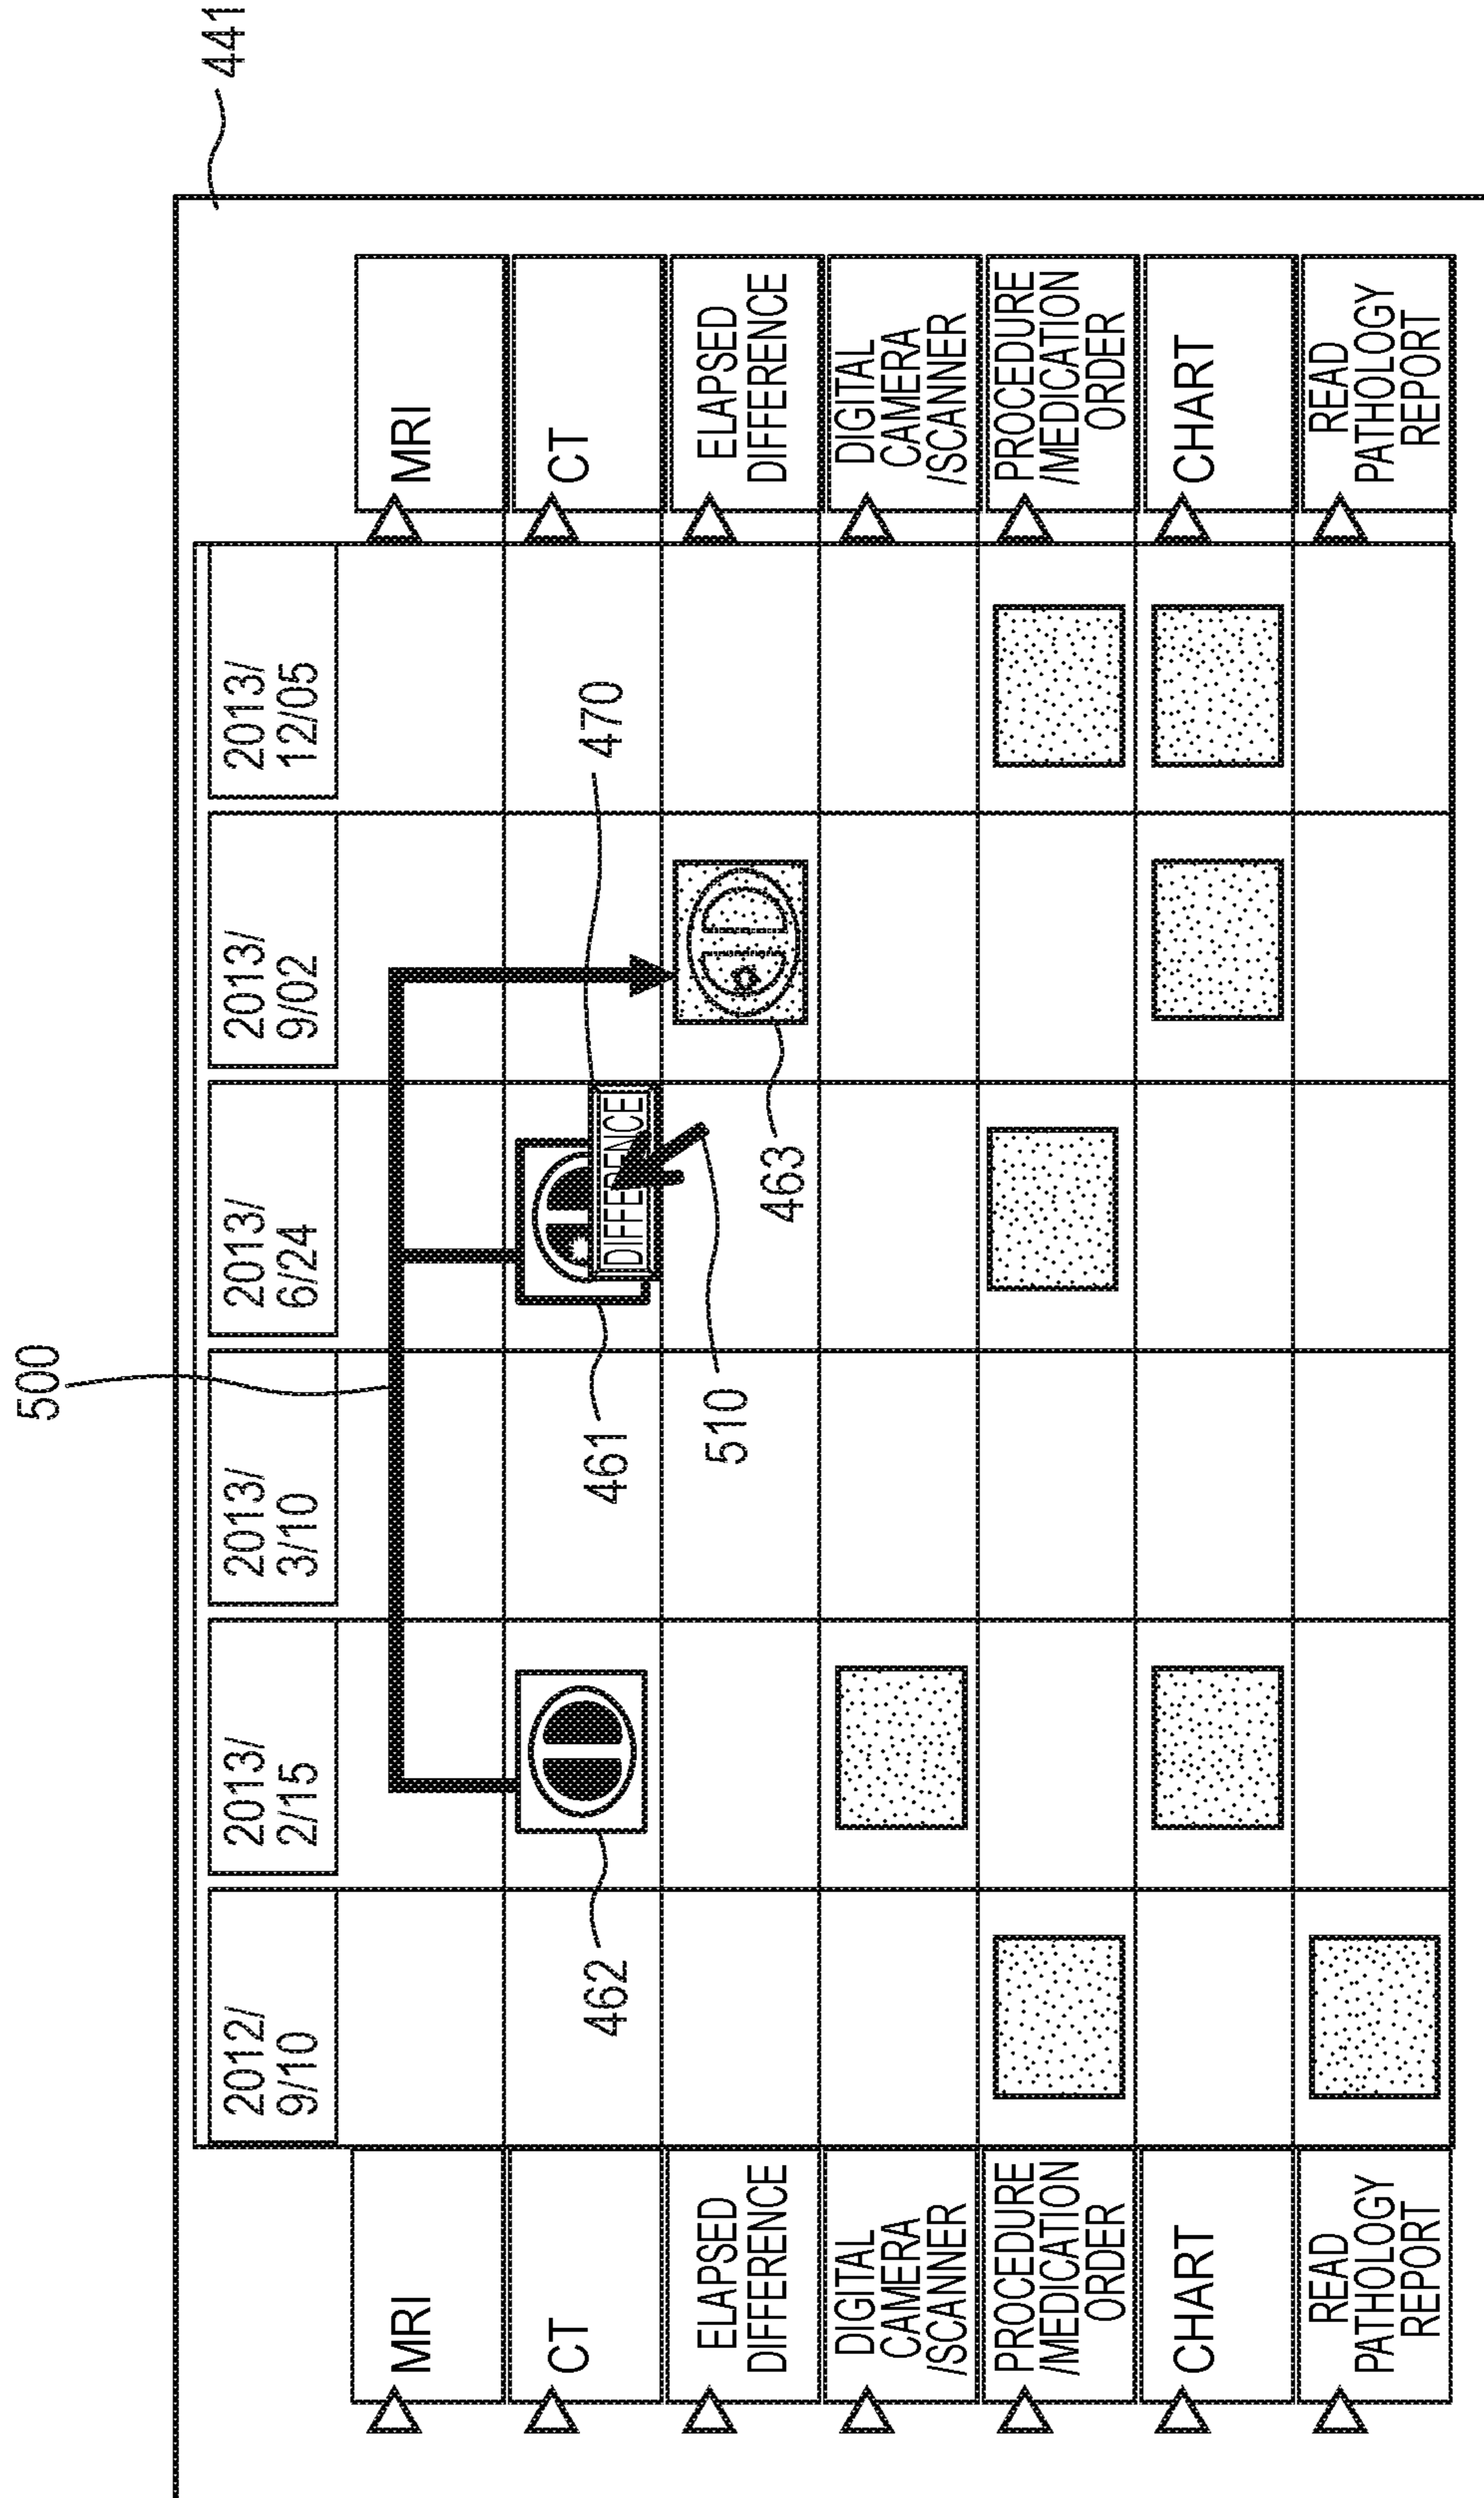 500
441
2012/
9/10
2013/
2/15
2013/
3/10
2013/
6/24
2013/
9/02
2013/
12/05
MRI
MRI
CT
462
461
DIFFERENCE
470
CT
ELAPSED
DIFFERENCE
510
463
ELAPSED
DIFFERENCE
DIGITAL
CAMERA
/SCANNER
DIGITAL
CAMERA
/SCANNER
PROCEDURE
/MEDICATION
ORDER
PROCEDURE
/MEDICATION
ORDER
CHART
CHART
READ
PATHOLOGY
REPORT
READ
PATHOLOGY
REPORT